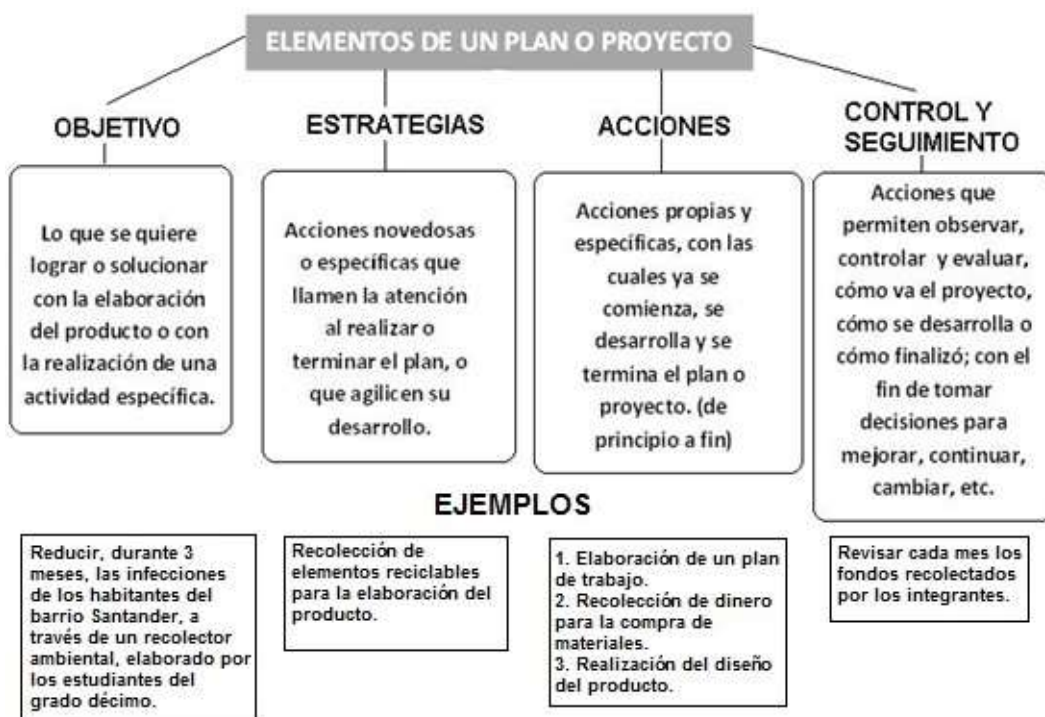 ELEMENTOS DE UN PLAN O PROYECTO
OBJETIVO
Lo que se quiere
lograr o solucionar
con la elaboración
del producto o con
la realización de una
actividad específica.
ESTRATEGIAS
Acciones novedosas
o específicas que
llamen la atención
al realizar o
terminar el plan, o
que agilicen su
desarrollo.
ACCIONES
Acciones propias y
específicas, con las
cuales ya se
comienza, se
desarrolla y se
termina el plan o
proyecto. (de
principio a fin)
CONTROL Y
SEGUIMIENTO
Acciones que
permiten observar,
controlar y evaluar,
cómo va el proyecto,
cómo se desarrolla o
cómo finalizó; con el
fin de tomar
decisiones para
mejorar, continuar,
cambiar, etc.
EJEMPLOS
Reducir, durante 3
meses, las infecciones
de los habitantes del
barrio Santander, a
través de un recolector
ambiental, elaborado por
los estudiantes del
grado décimo.
Recolección de
elementos reciclables
para la elaboración del
producto.
1. Elaboración de un plan
de trabajo.
2. Recolección de dinero
para la compra de
materiales.
3. Realización del diseño
del producto.
Revisar cada mes los
fondos recolectados
por los integrantes.